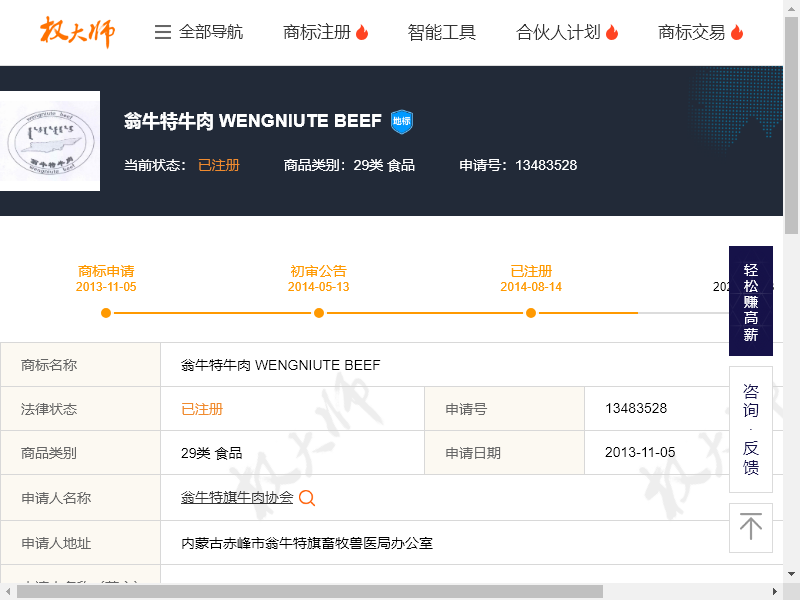 权大师 全部导航 商标注册 智能工具 合伙人计划 商标交易
wengniute beef
翁牛特牛肉
wengniute beef
翁牛特牛肉 WENGNIUTE BEEF 地标
当前状态： 已注册 商品类别：29类 食品 申请号：13483528
商标申请 初审公告 已注册
2013-11-05 2014-05-13 2014-08-14
轻松赚高薪
商标名称 翁牛特牛肉 WENGNIUTE BEEF
法律状态 已注册 申请号 13483528
商品类别 29类 食品 申请日期 2013-11-05
咨询·反馈
申请人名称 翁牛特旗牛肉协会
申请人地址 内蒙古赤峰市翁牛特旗畜牧兽医局办公室
权大师 权大师